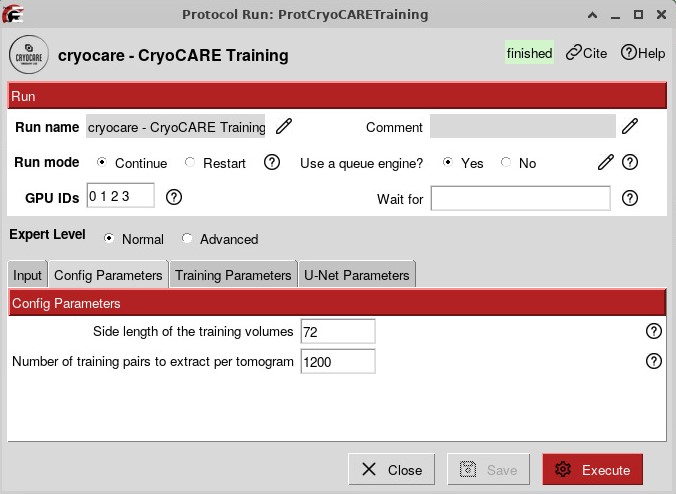 Protocol Run: ProtCryoCARETraining
CRYOCARE
cryocare - CryoCARE Training
finished
Cite
Help
Run
Run name cryocare - CryoCARE Training
Comment
Run mode Continue Restart
Use a queue engine? Yes No
GPU IDs 0 1 2 3
Wait for
Expert Level Normal Advanced
Input Config Parameters Training Parameters U-Net Parameters
Config Parameters
Side length of the training volumes 72
Number of training pairs to extract per tomogram 1200
Close Save Execute